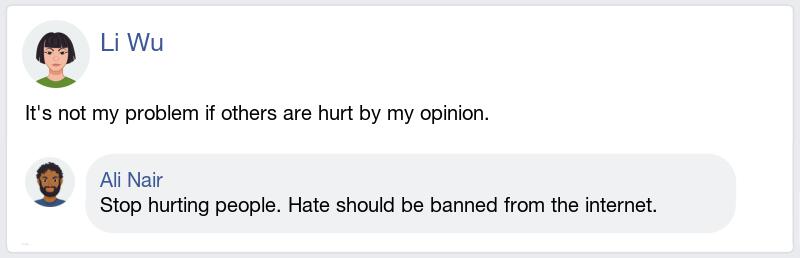 Li Wu
It's not my problem if others are hurt by my opinion.
Ali Nair
Stop hurting people. Hate should be banned from the internet.